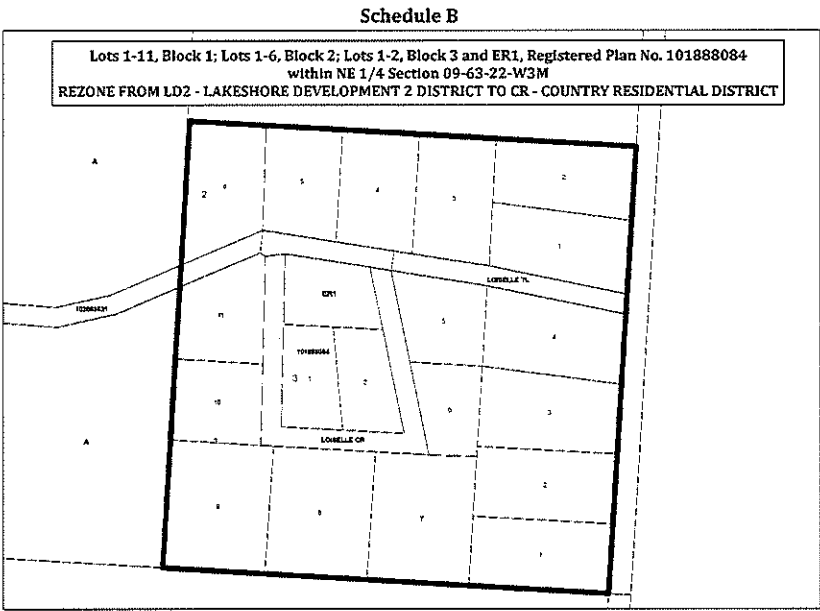 Schedule B
Lots 1-11, Block 1; Lots 1-6, Block 2; Lots 1-2, Block 3 and ER1, Registered Plan No. 101888084
within NE 1/4 Section 09-63-22-W3M
REZONE FROM LD2 - LAKESHORE DEVELOPMENT 2 DISTRICT TO CR - COUNTRY RESIDENTIAL DISTRICT
A
2
5
4
3
2
1
LOISELLE TL
ER1
11
5
4
101888084
3 1
2
10
6
3
LOISELLE CR
A
2
8
7
1